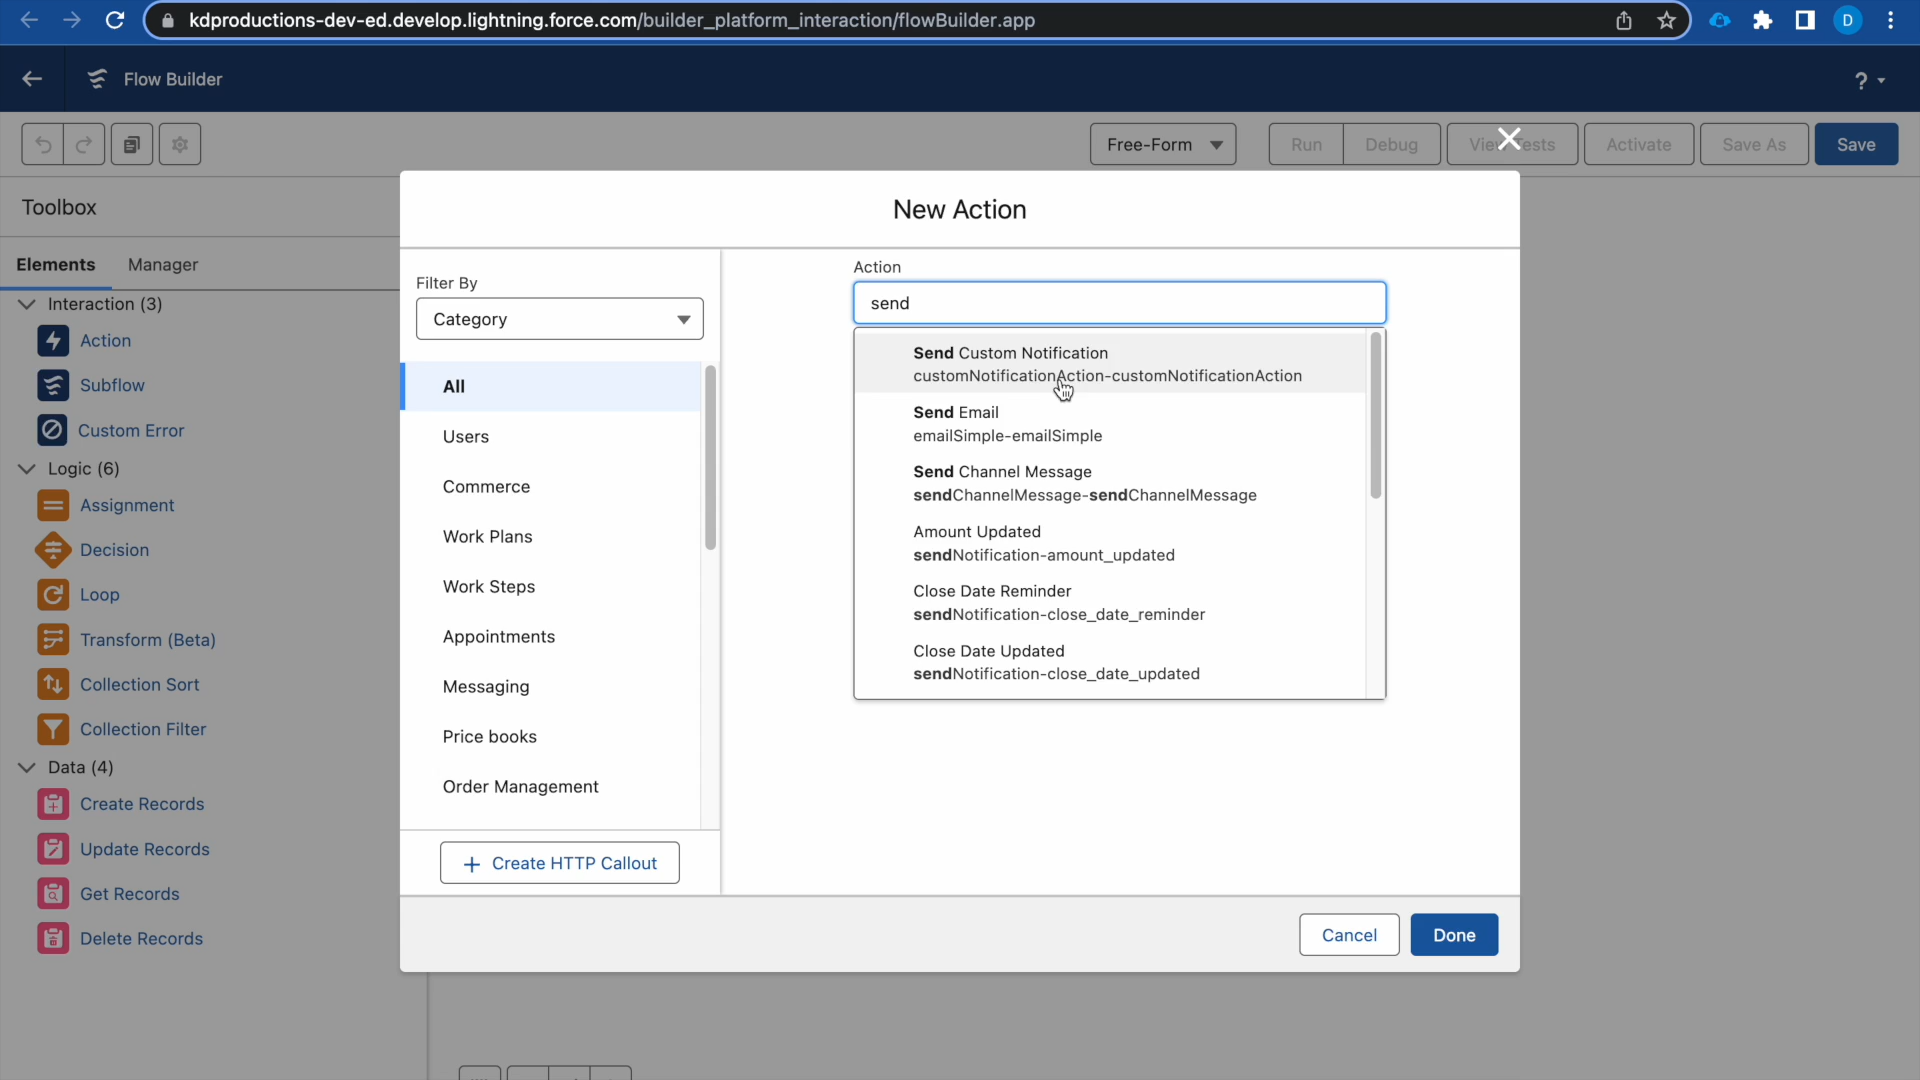 kdproductions-dev-ed.develop.lightning.force.com/builder_platform_interaction/flowBuilder.app
D
Flow Builder
?
Free-Form
Run
Debug
View Tests
Activate
Save As
Save
Toolbox
Elements
Manager
Interaction (3)
Action
Subflow
Custom Error
Logic (6)
Assignment
Decision
Loop
Transform (Beta)
Collection Sort
Collection Filter
Data (4)
Create Records
Update Records
Get Records
Delete Records
New Action
Filter By
Category
All
Users
Commerce
Work Plans
Work Steps
Appointments
Messaging
Price books
Order Management
Create HTTP Callout
Action
send
Send Custom Notification
customNotificationAction-customNotificationAction
Send Email
emailSimple-emailSimple
Send Channel Message
sendChannelMessage-sendChannelMessage
Amount Updated
sendNotification-amount_updated
Close Date Reminder
sendNotification-close_date_reminder
Close Date Updated
sendNotification-close_date_updated
Cancel
Done